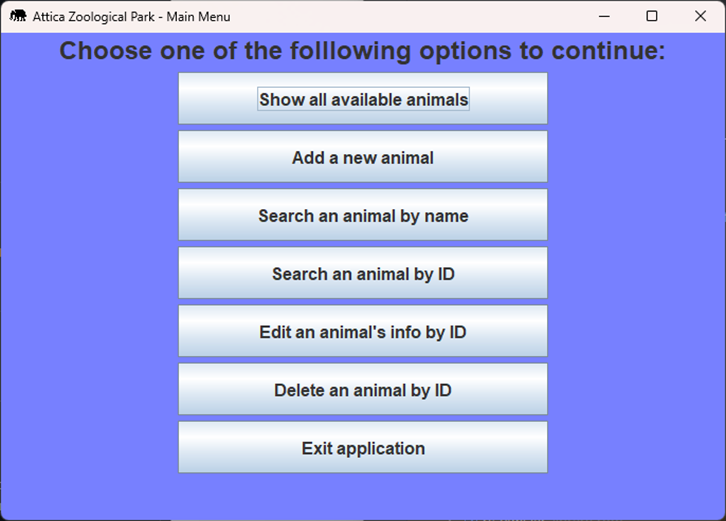 Attica Zoological Park - Main Menu
Choose one of the folllowing options to continue:
Show all available animals
Add a new animal
Search an animal by name
Search an animal by ID
Edit an animal's info by ID
Delete an animal by ID
Exit application